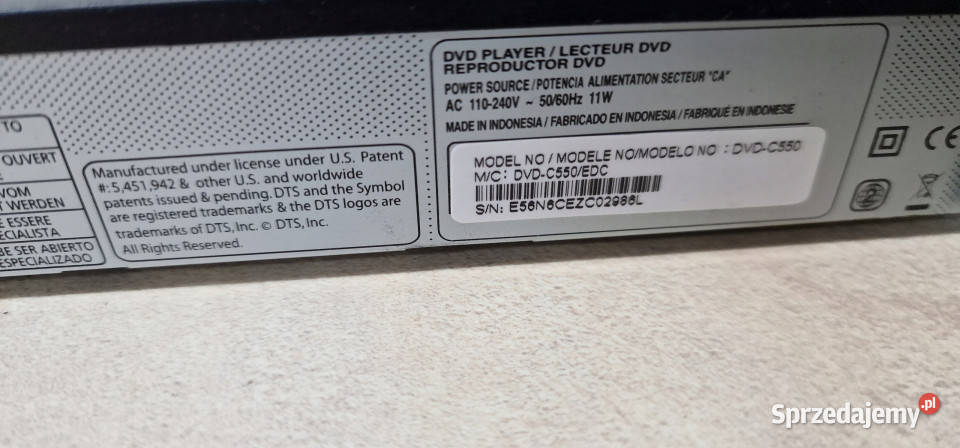 TO
OUVERT
E
VOM
T WERDEN
E ESSERE
ECIALISTA
BE SER ABIERTO
ESPECIALIZADO
Manufactured under license under U.S. Patent
#:5,451,942 & other U.S. and worldwide
patents issued & pending. DTS and the Symbol
are registered trademarks & the DTS logos are
trademarks of DTS, Inc. © DTS, Inc.
All Rights Reserved.
DVD PLAYER / LECTEUR DVD
REPRODUCTOR DVD
POWER SOURCE/POTENCIA ALIMENTATION SECTEUR "CA"
AC 110-240V ~ 50/60Hz 11W
MADE IN INDONESIA / FABRICADO EN INDONESIA / FABRIQUÉ EN INDONESIE
MODEL NO / MODELE NO/MODELO NO : DVD-C550
M/C: DVD-C550/EDC
S/N: E56N6CEZC02986L
CE
Sprzedajemy.pl